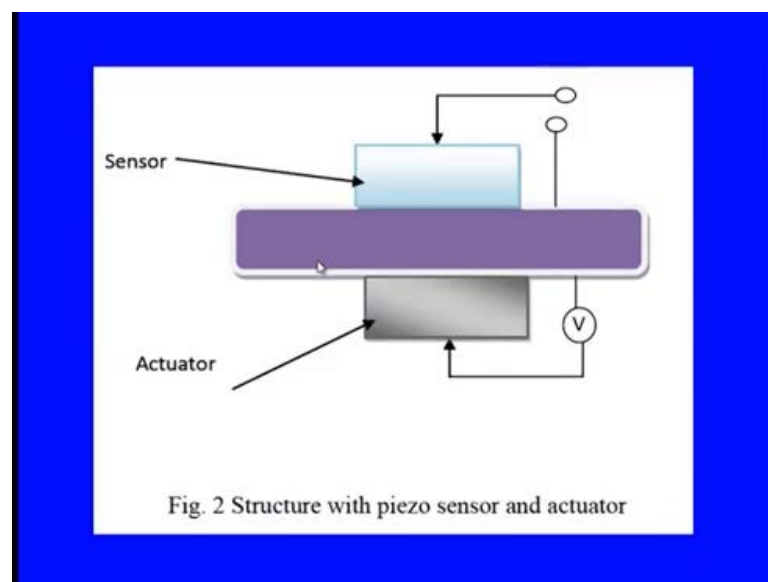 Sensor
V
Actuator
Fig. 2 Structure with piezo sensor and actuator